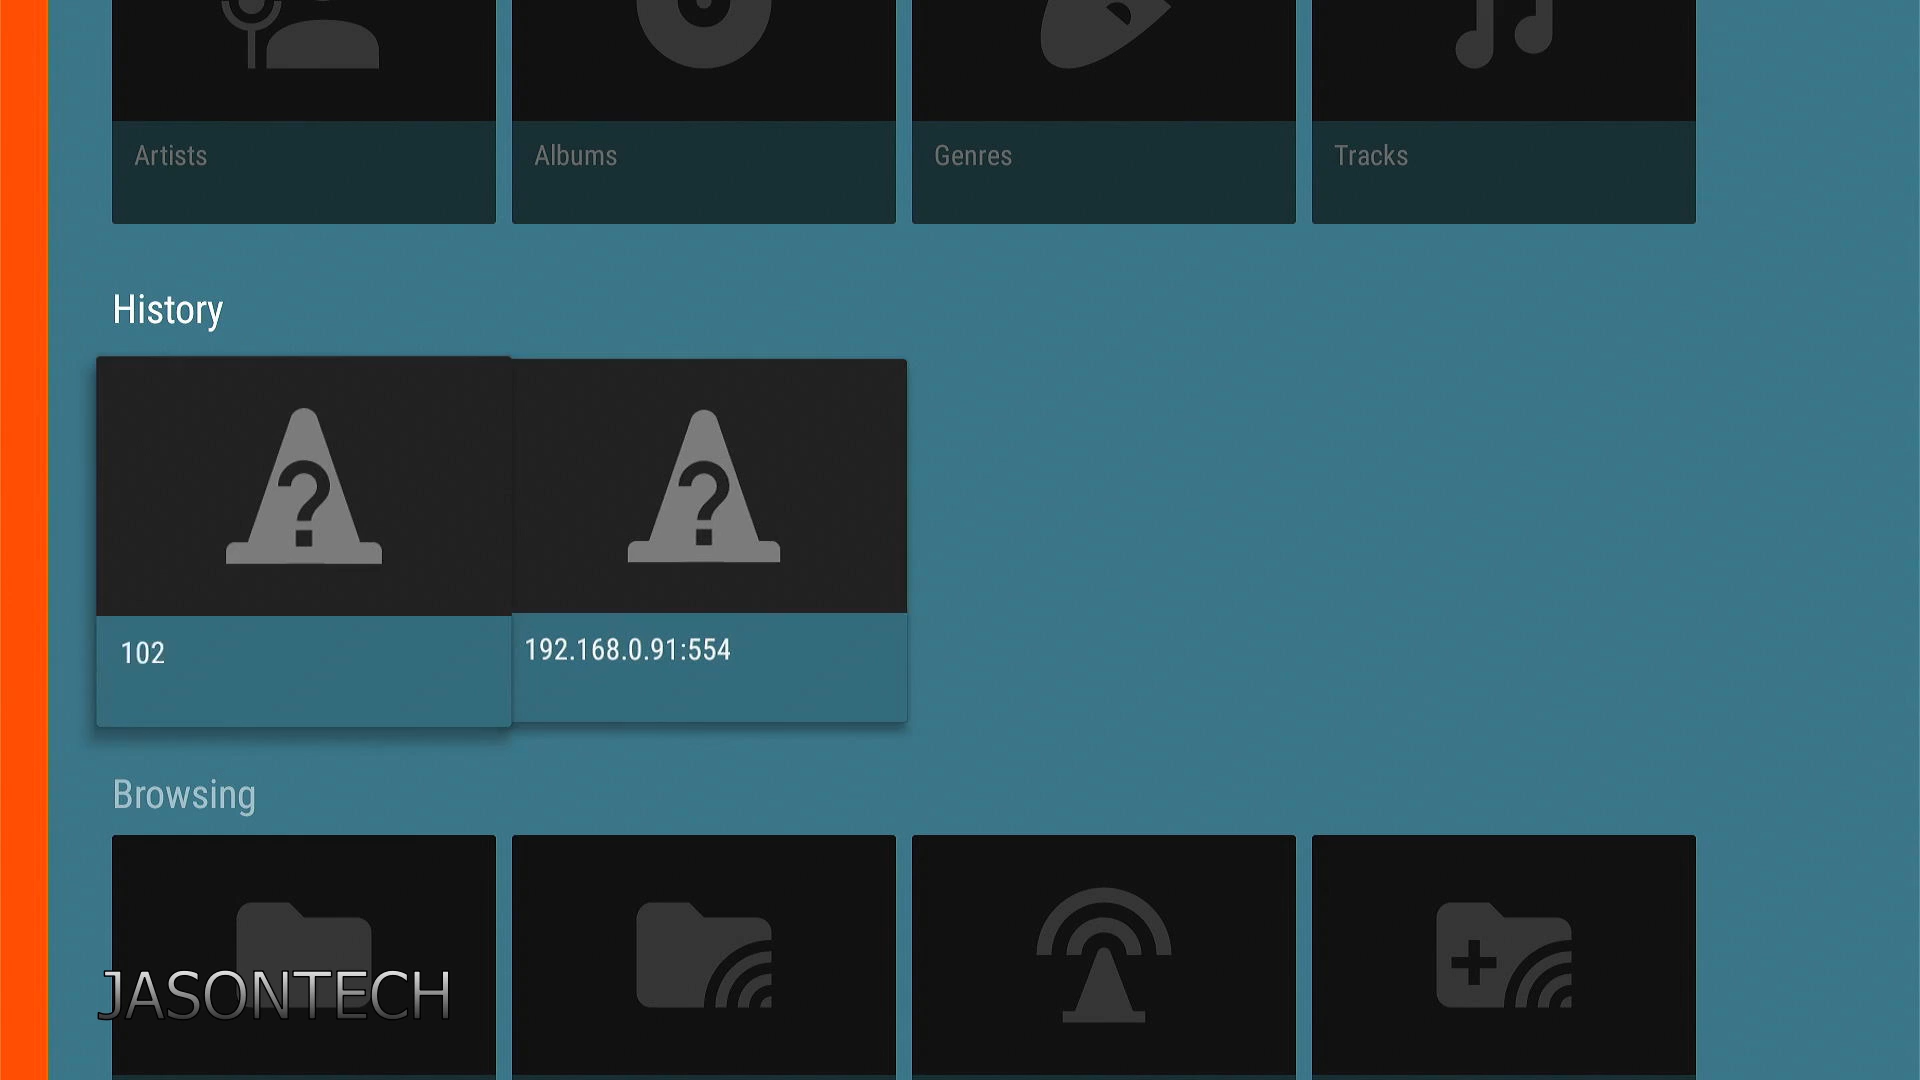 Artists
Albums
Genres
Tracks
History
102
192.168.0.91:554
Browsing
JASONTECH